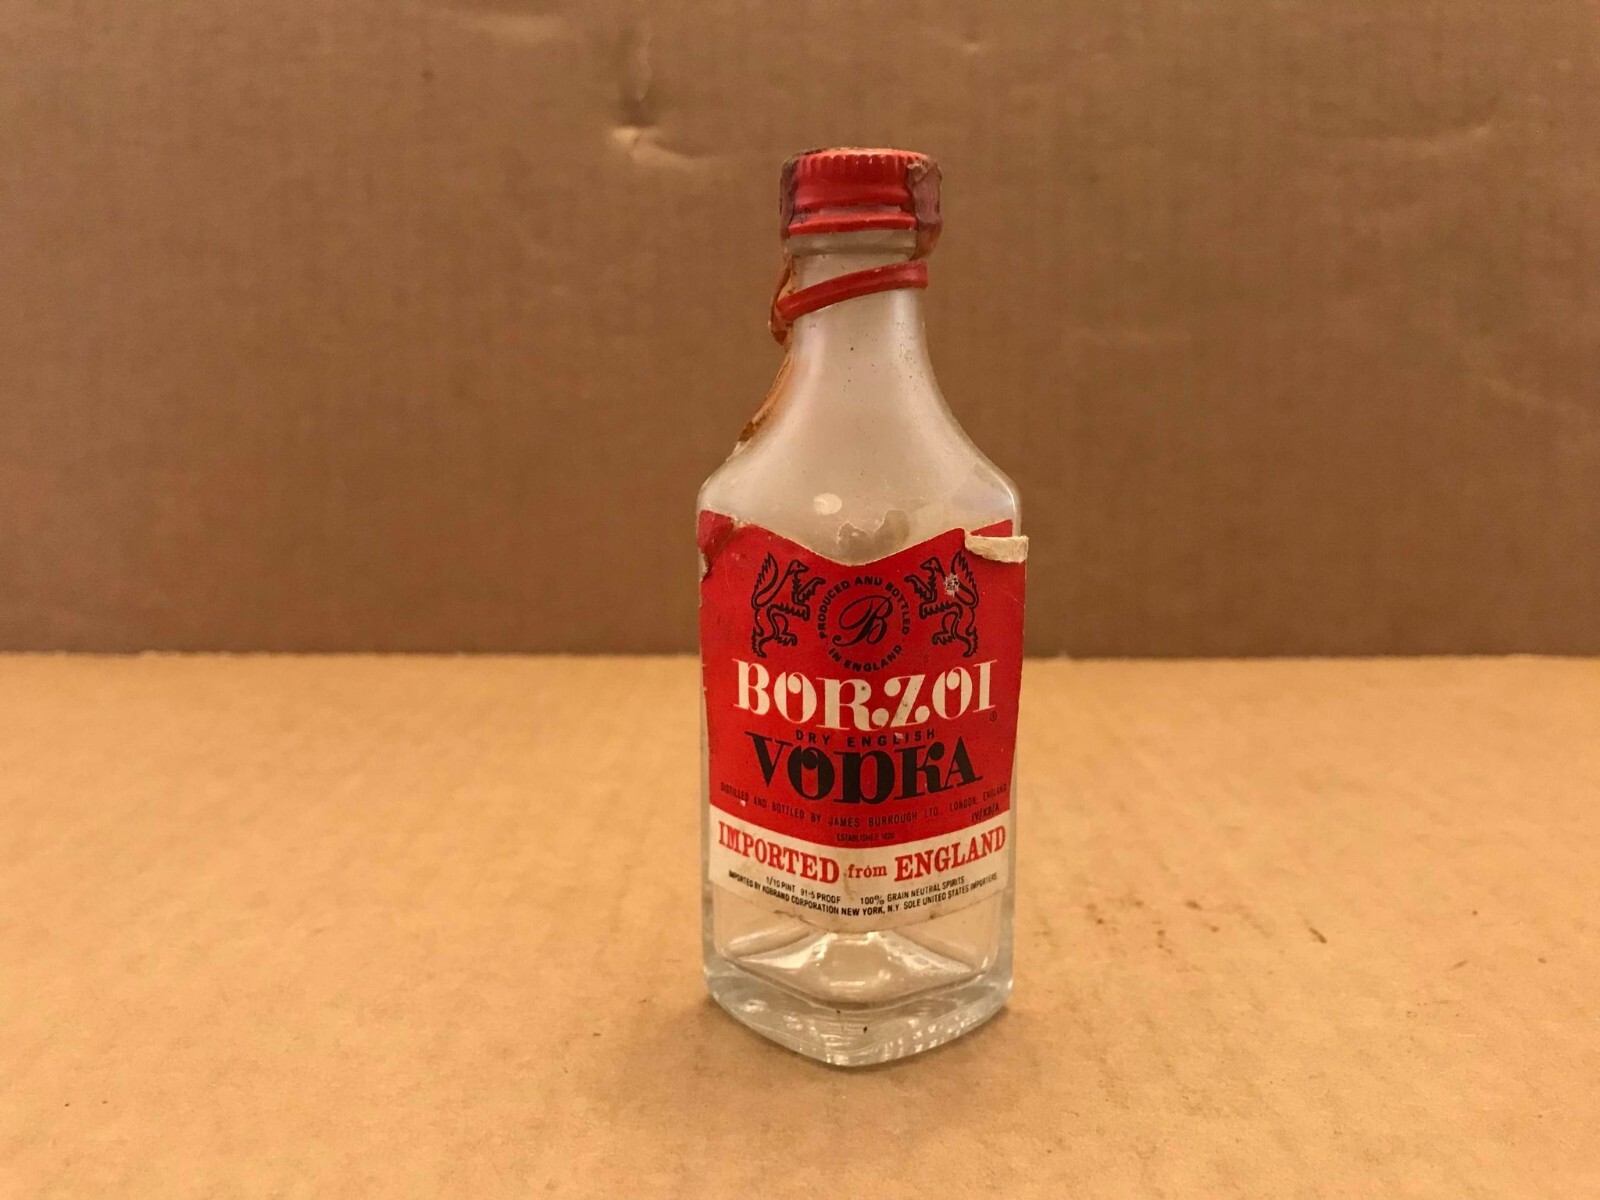 PRODUCED AND BOTTLED
IN ENGLAND
B
BORZOI
®
DRY ENGLISH
VODKA
DISTILLED AND BOTTLED BY JAMES BURROUGH LTD. LONDON, ENGLAND
ESTABLISHED 1820
IMPORTED from ENGLAND
1/10 PINT 91·5 PROOF 100% GRAIN NEUTRAL SPIRITS
IMPORTED BY KOBRAND CORPORATION NEW YORK, N.Y. SOLE UNITED STATES IMPORTERS